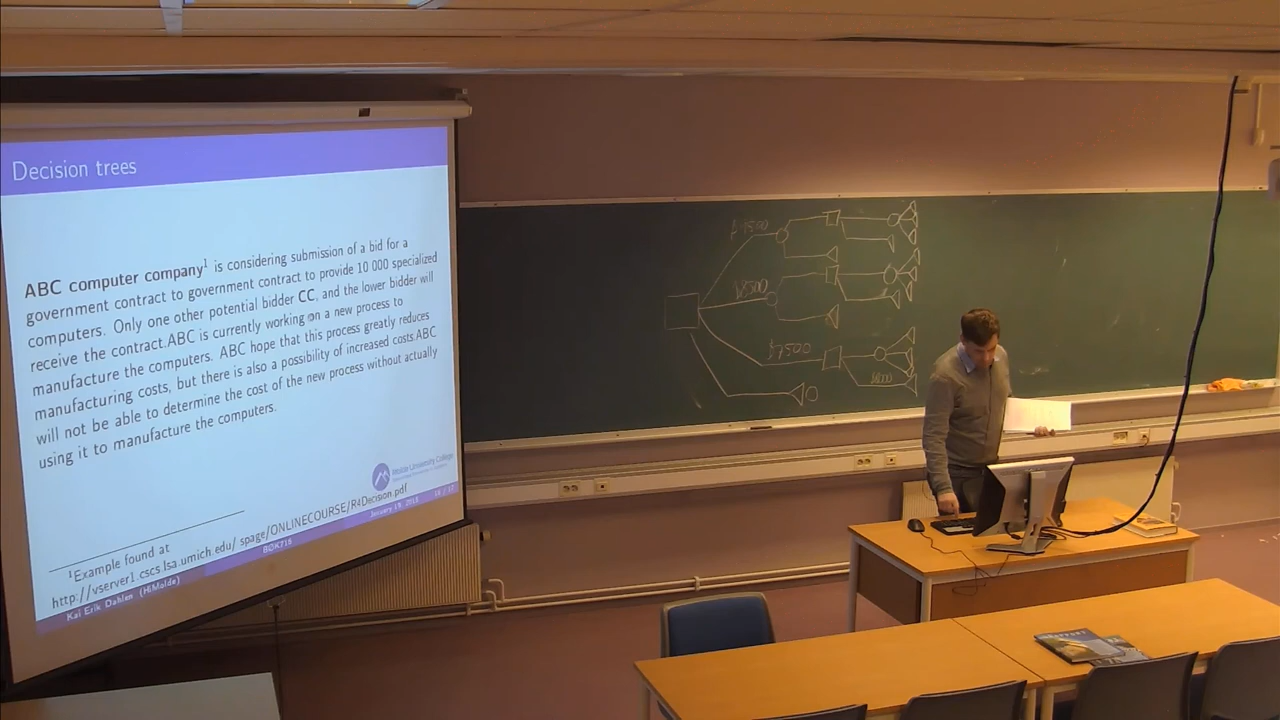 Decision trees
ABC computer company¹ is considering submission of a bid for a
government contract to government contract to provide 10 000 specialized
computers. Only one other potential bidder CC, and the lower bidder will
receive the contract.ABC is currently working on a new process to
manufacture the computers. ABC hope that this process greatly reduces
manufacturing costs, but there is also a possibility of increased costs.ABC
will not be able to determine the cost of the new process without actually
using it to manufacture the computers.
Molde University College
¹Example found at
http://vserver1.cscs.lsa.umich.edu/ spage/ONLINECOURSE/R4Decision.pdf
Kai Erik Dahlen (HiMolde)
BØK715
$8500
$7500